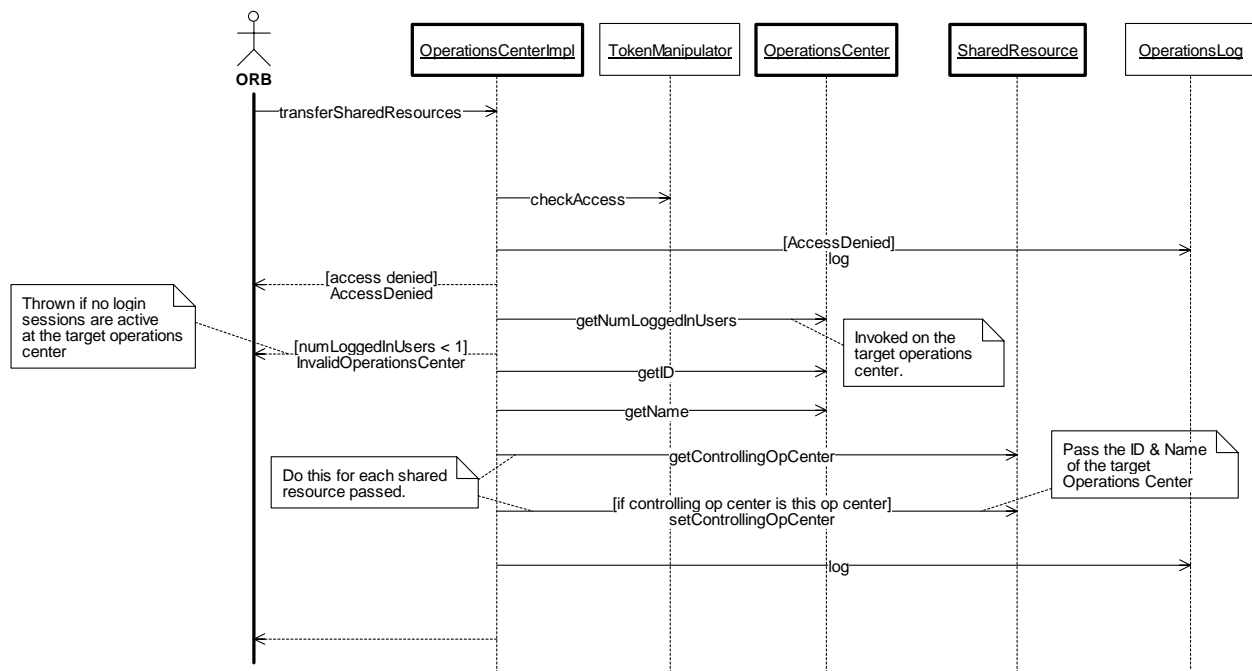 OperationsCenterImpl
TokenManipulator
OperationsCenter
SharedResource
OperationsLog
ORB
transferSharedResources
checkAccess
[AccessDenied]
log
[access denied]
AccessDenied
Thrown if no login
sessions are active
at the target operations
center
getNumLoggedInUsers
Invoked on the
target operations
center.
[numLoggedInUsers < 1]
InvalidOperationsCenter
getID
getName
getControllingOpCenter
Pass the ID & Name
of the target
Operations Center
Do this for each shared
resource passed.
[if controlling op center is this op center]
setControllingOpCenter
log